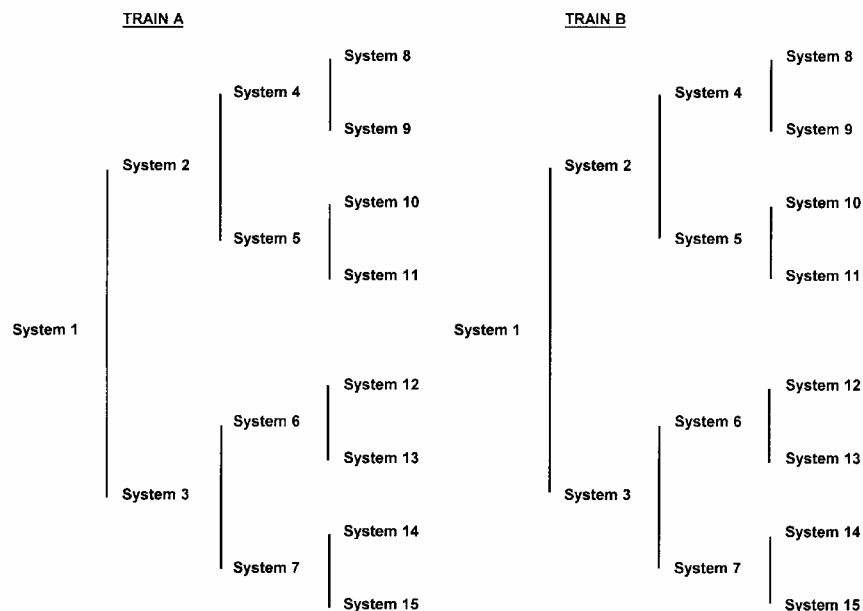 TRAIN A
System 8
System 4
System 9
System 2
System 10
System 5
System 11
System 1
System 12
System 6
System 13
System 3
System 14
System 7
System 15
TRAIN B
System 8
System 4
System 9
System 2
System 10
System 5
System 11
System 1
System 12
System 6
System 13
System 3
System 14
System 7
System 15